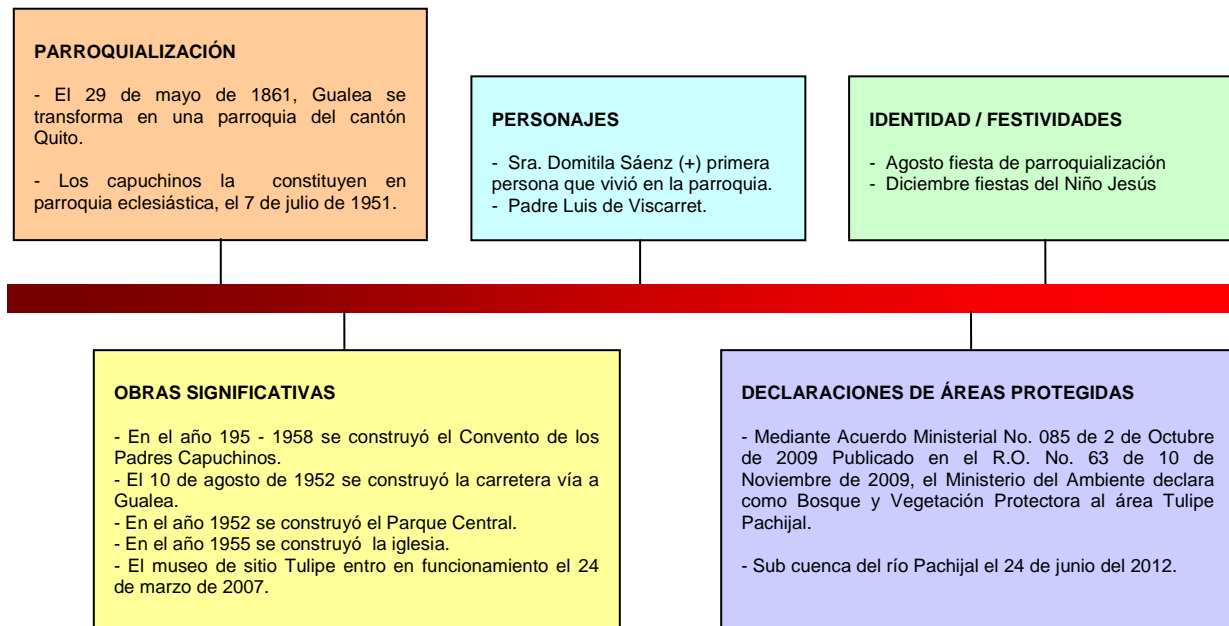 PARROQUIALIZACIÓN
- El 29 de mayo de 1861, Gualea se
transforma en una parroquia del cantón
Quito.
- Los capuchinos la constituyen en
parroquia eclesiástica, el 7 de julio de 1951.
PERSONAJES
- Sra. Domitila Sáenz (+) primera
persona que vivió en la parroquia.
- Padre Luis de Viscarret.
IDENTIDAD / FESTIVIDADES
- Agosto fiesta de parroquialización
- Diciembre fiestas del Niño Jesús
OBRAS SIGNIFICATIVAS
- En el año 195 - 1958 se construyó el Convento de los
Padres Capuchinos.
- El 10 de agosto de 1952 se construyó la carretera vía a
Gualea.
- En el año 1952 se construyó el Parque Central.
- En el año 1955 se construyó la iglesia.
- El museo de sitio Tulipe entro en funcionamiento el 24
de marzo de 2007.
DECLARACIONES DE ÁREAS PROTEGIDAS
- Mediante Acuerdo Ministerial No. 085 de 2 de Octubre
de 2009 Publicado en el R.O. No. 63 de 10 de
Noviembre de 2009, el Ministerio del Ambiente declara
como Bosque y Vegetación Protectora al área Tulipe
Pachijal.
- Sub cuenca del río Pachijal el 24 de junio del 2012.